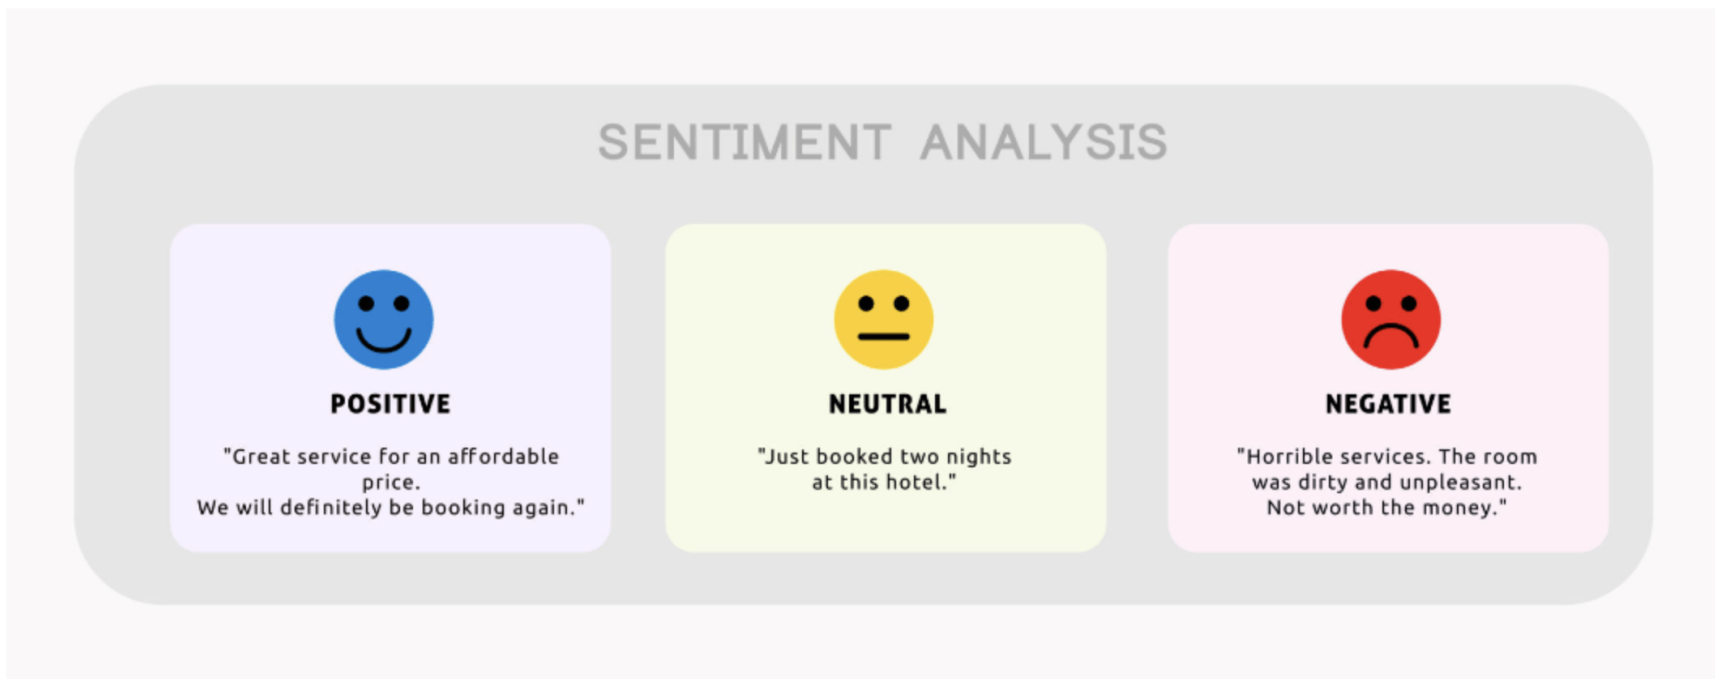 SENTIMENT ANALYSIS
POSITIVE
"Great service for an affordable
price.
We will definitely be booking again."
NEUTRAL
"Just booked two nights
at this hotel."
NEGATIVE
"Horrible services. The room
was dirty and unpleasant.
Not worth the money."